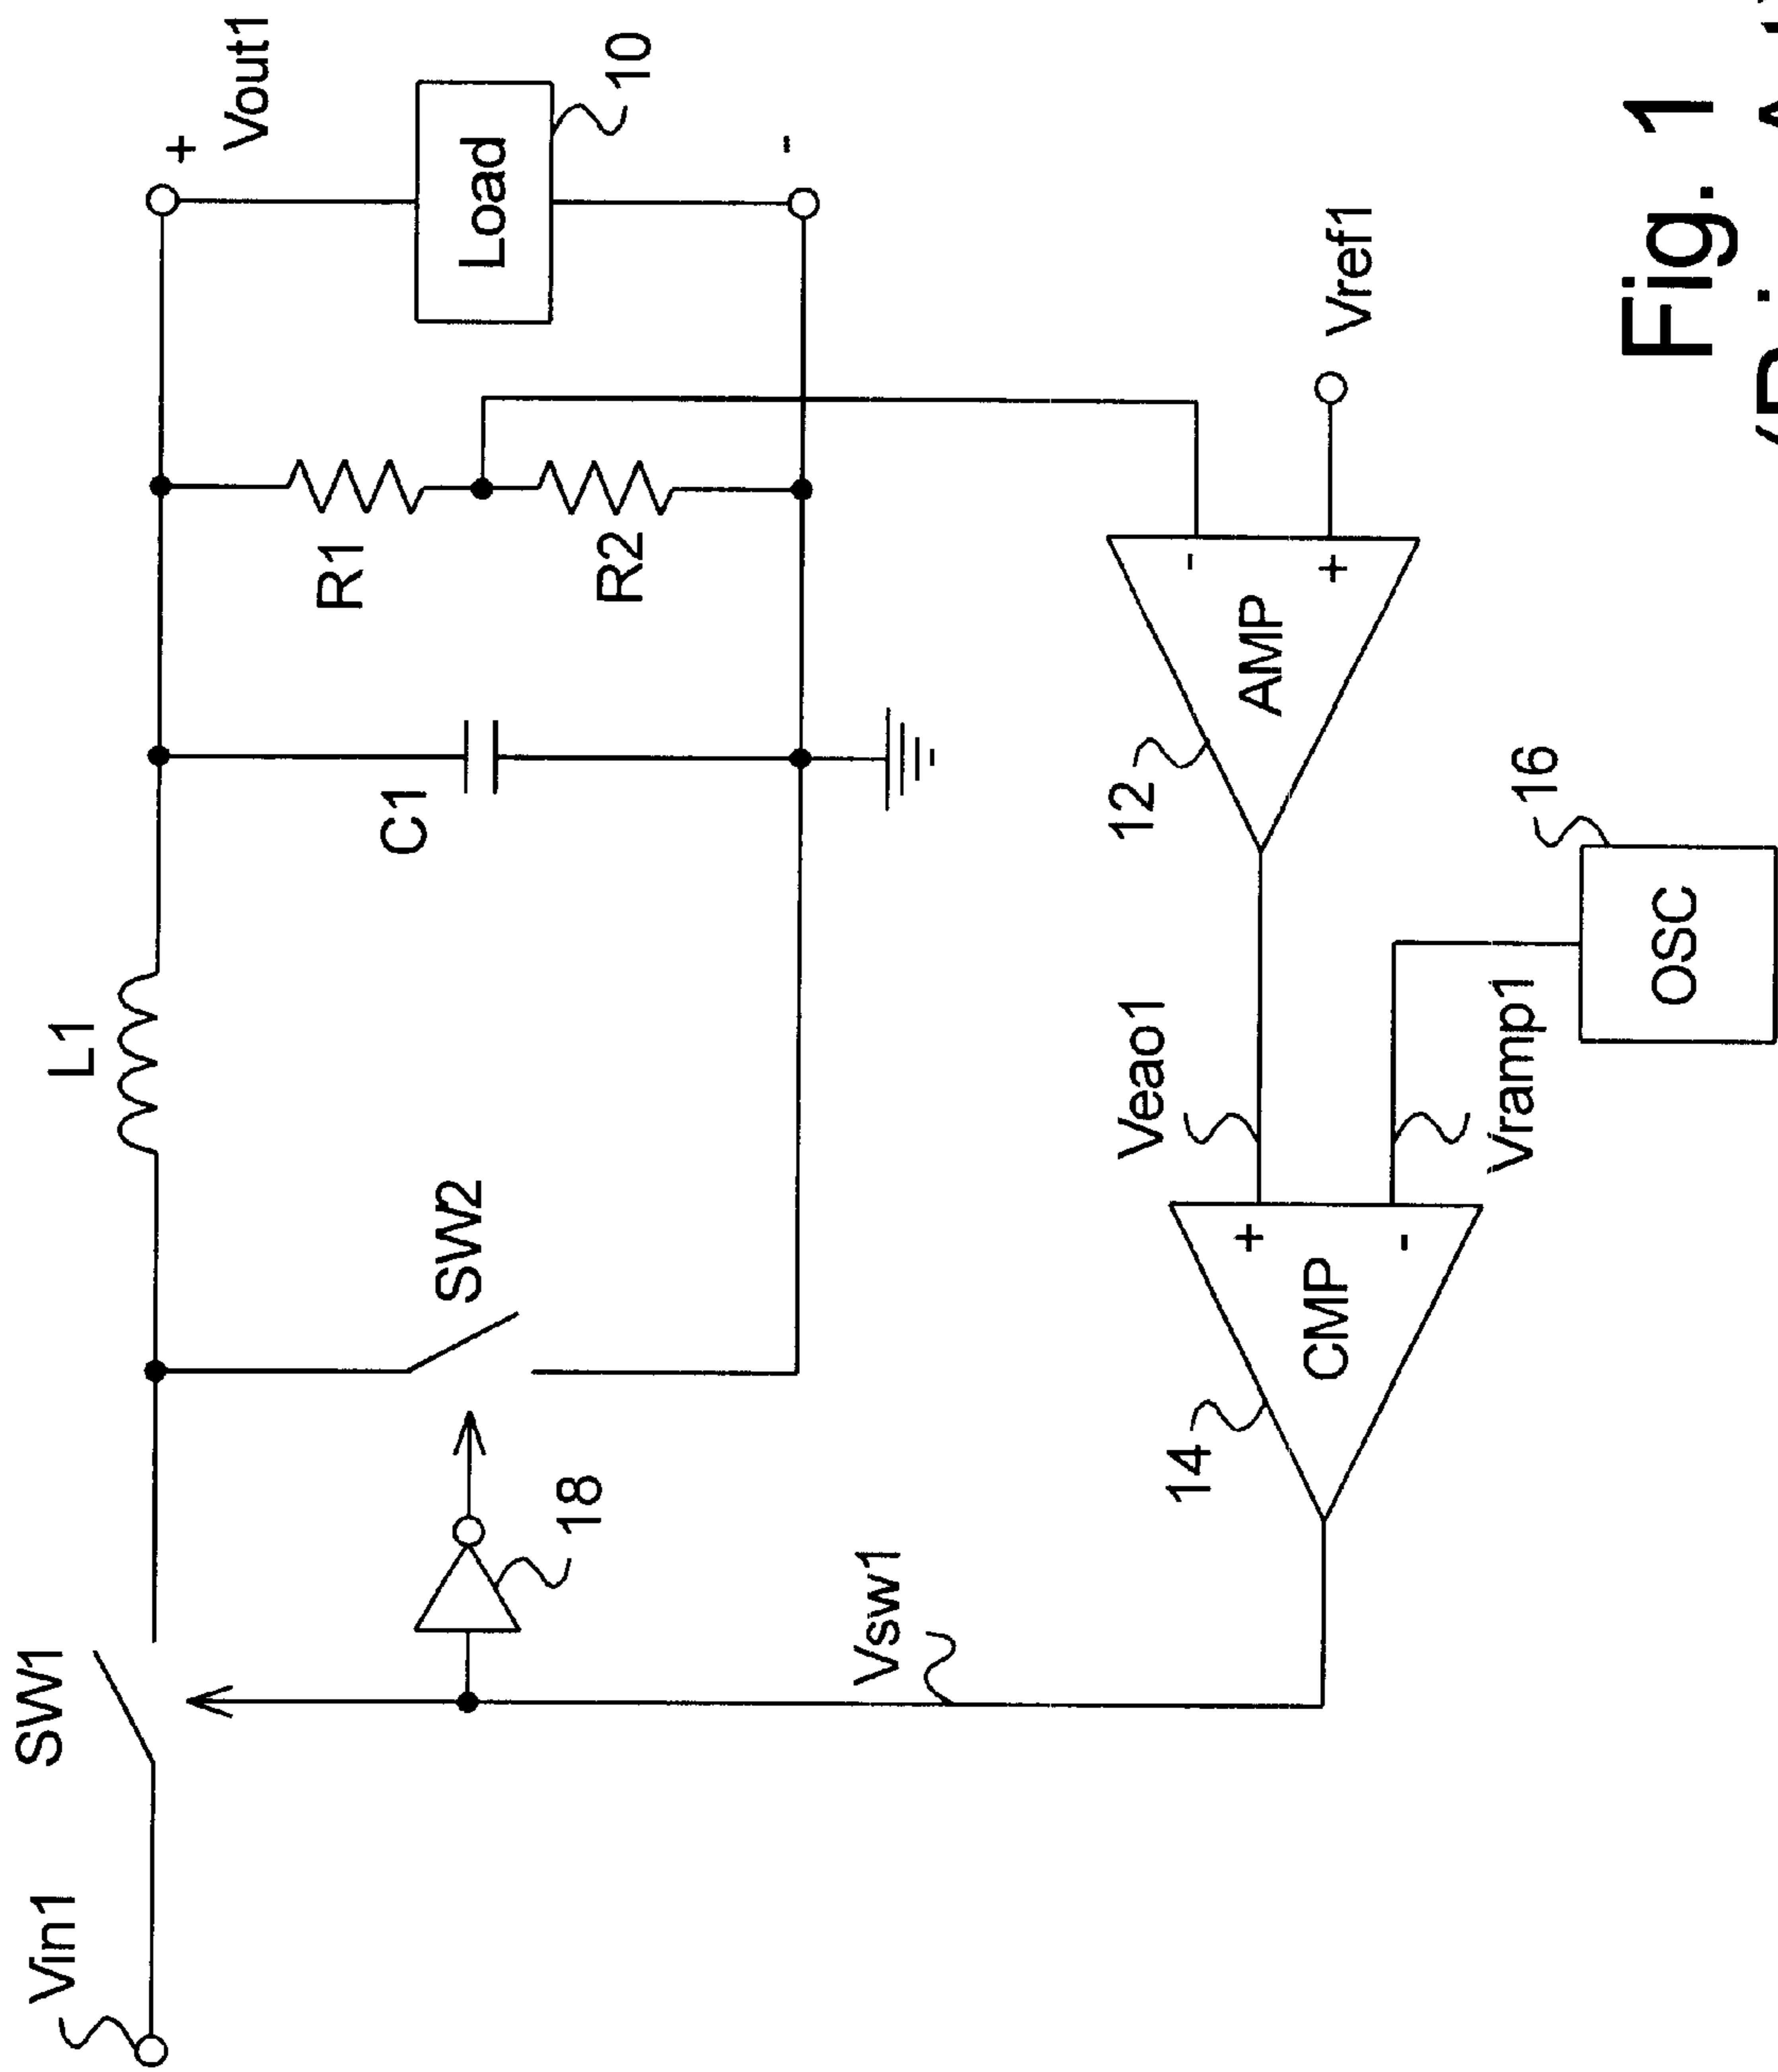 Vin1
SW1
L1
+
Vout1
SW2
C1
R1
R2
Load
10
-
18
Vsw1
14
CMP
+
-
Veao1
Vramp1
12
AMP
-
+
Vref1
16
OSC
Fig. 1